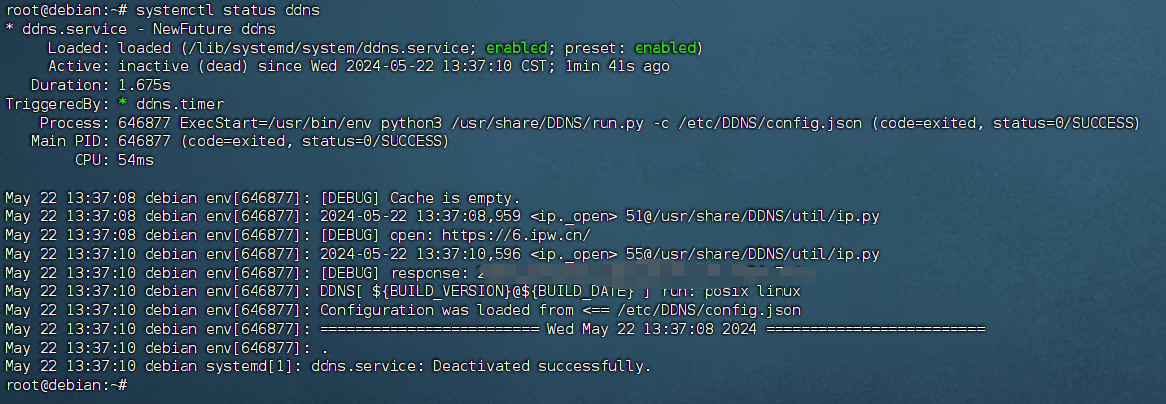 root@debian:~# systemctl status ddns
* ddns.service - NewFuture ddns
Loaded: loaded (/lib/systemd/system/ddns.service; enabled; preset: enabled)
Active: inactive (dead) since Wed 2024-05-22 13:37:10 CST; 1min 41s ago
Duration: 1.675s
TriggeredBy: * ddns.timer
Process: 646877 ExecStart=/usr/bin/env python3 /usr/share/DDNS/run.py -c /etc/DDNS/config.json (code=exited, status=0/SUCCESS)
Main PID: 646877 (code=exited, status=0/SUCCESS)
CPU: 54ms
May 22 13:37:08 debian env[646877]: [DEBUG] Cache is empty.
May 22 13:37:08 debian env[646877]: 2024-05-22 13:37:08,959 <ip._open> 51@/usr/share/DDNS/util/ip.py
May 22 13:37:08 debian env[646877]: [DEBUG] open: https://6.ipw.cn/
May 22 13:37:10 debian env[646877]: 2024-05-22 13:37:10,596 <ip._open> 55@/usr/share/DDNS/util/ip.py
May 22 13:37:10 debian env[646877]: [DEBUG] response:
May 22 13:37:10 debian env[646877]: DDNS[ ${BUILD_VERSION}@${BUILD_DATE} ] run: posix linux
May 22 13:37:10 debian env[646877]: Configuration was loaded from <== /etc/DDNS/config.json
May 22 13:37:10 debian env[646877]: ========================= Wed May 22 13:37:08 2024 =========================
May 22 13:37:10 debian env[646877]: .
May 22 13:37:10 debian systemd[1]: ddns.service: Deactivated successfully.
root@debian:~#